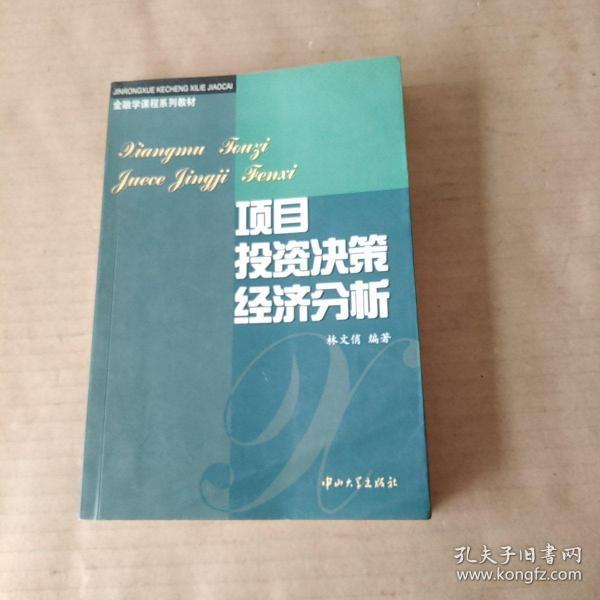 JINRONGXUE KECHENG XILIE JIAOCAI
金融学课程系列教材
Xiangmu Touzi
Juece Jingji Fenxi
项目
投资决策
经济分析
林文俏 编著
中山大学出版社
孔夫子旧书网
www.kongfz.com